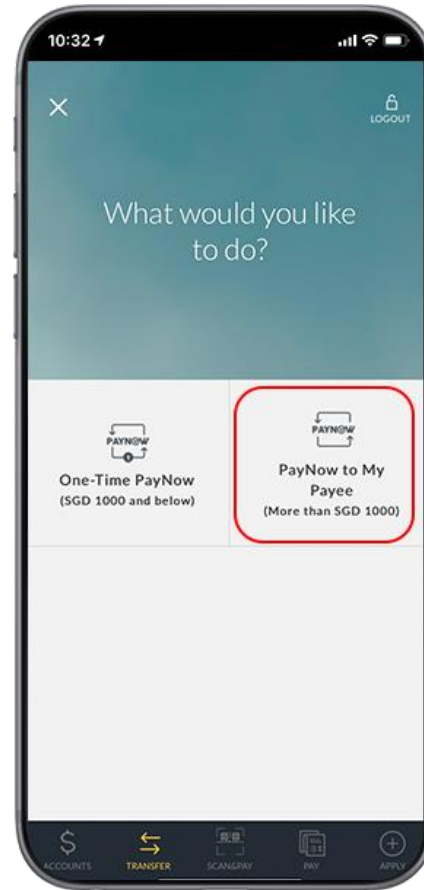 10:32
LOGOUT
What would you like
to do?
PAYNOW
One-Time PayNow
(SGD 1000 and below)
PAYNOW
PayNow to My
Payee
(More than SGD 1000)
ACCOUNTS
TRANSFER
SCAN&PAY
PAY
APPLY